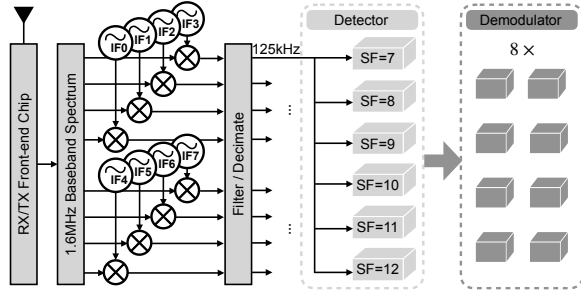 RX/TX Front-end Chip
1.6MHz Baseband Spectrum
IF0
IF1
IF2
IF3
IF4
IF5
IF6
IF7
Filter / Decimate
125kHz
...
...
Detector
SF=7
SF=8
SF=9
SF=10
SF=11
SF=12
Demodulator
8 ×